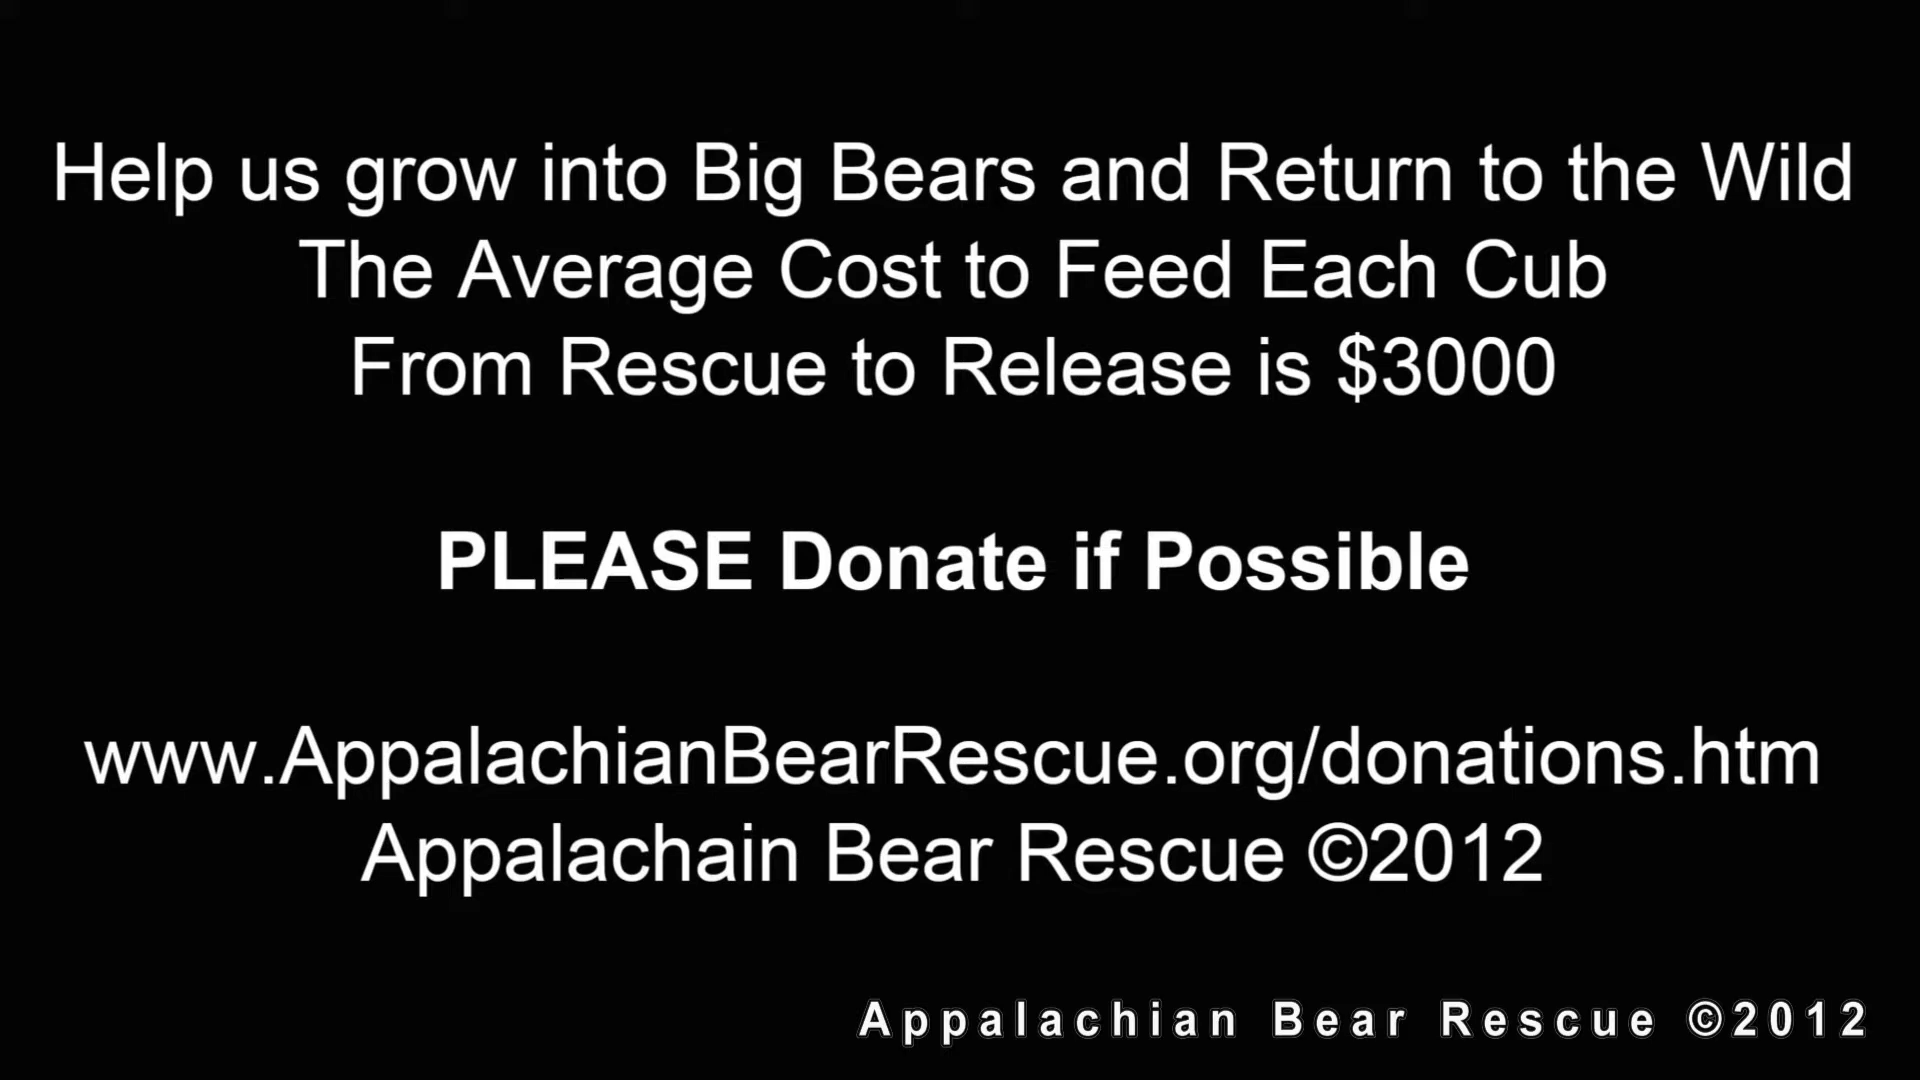 Help us grow into Big Bears and Return to the Wild
The Average Cost to Feed Each Cub
From Rescue to Release is $3000
PLEASE Donate if Possible
www.AppalachianBearRescue.org/donations.htm
Appalachain Bear Rescue ©2012
Appalachian Bear Rescue ©2012